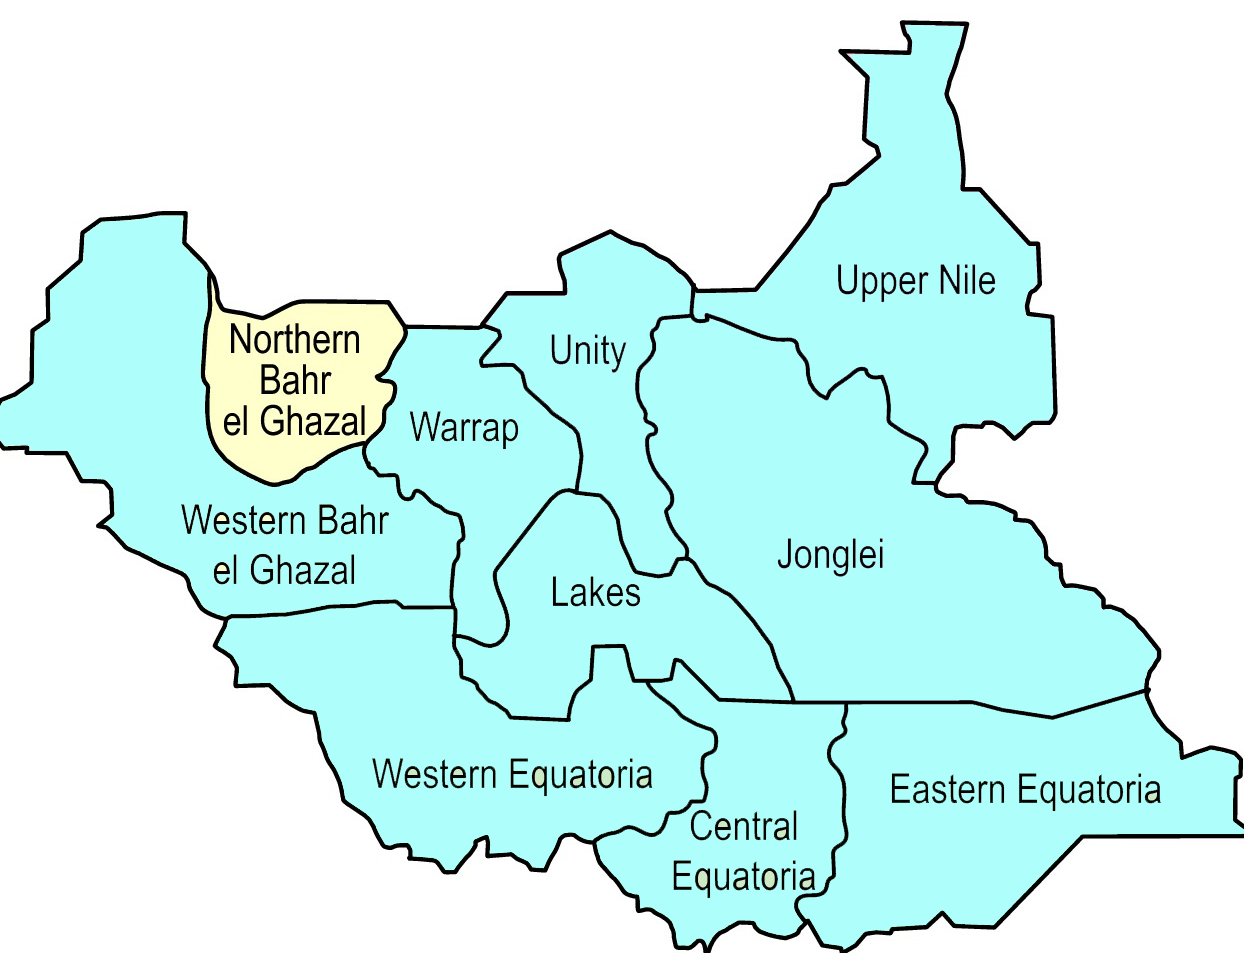 Upper Nile
Northern
Bahr
el Ghazal
Unity
Warrap
Western Bahr
el Ghazal
Jonglei
Lakes
Western Equatoria
Eastern Equatoria
Central
Equatoria